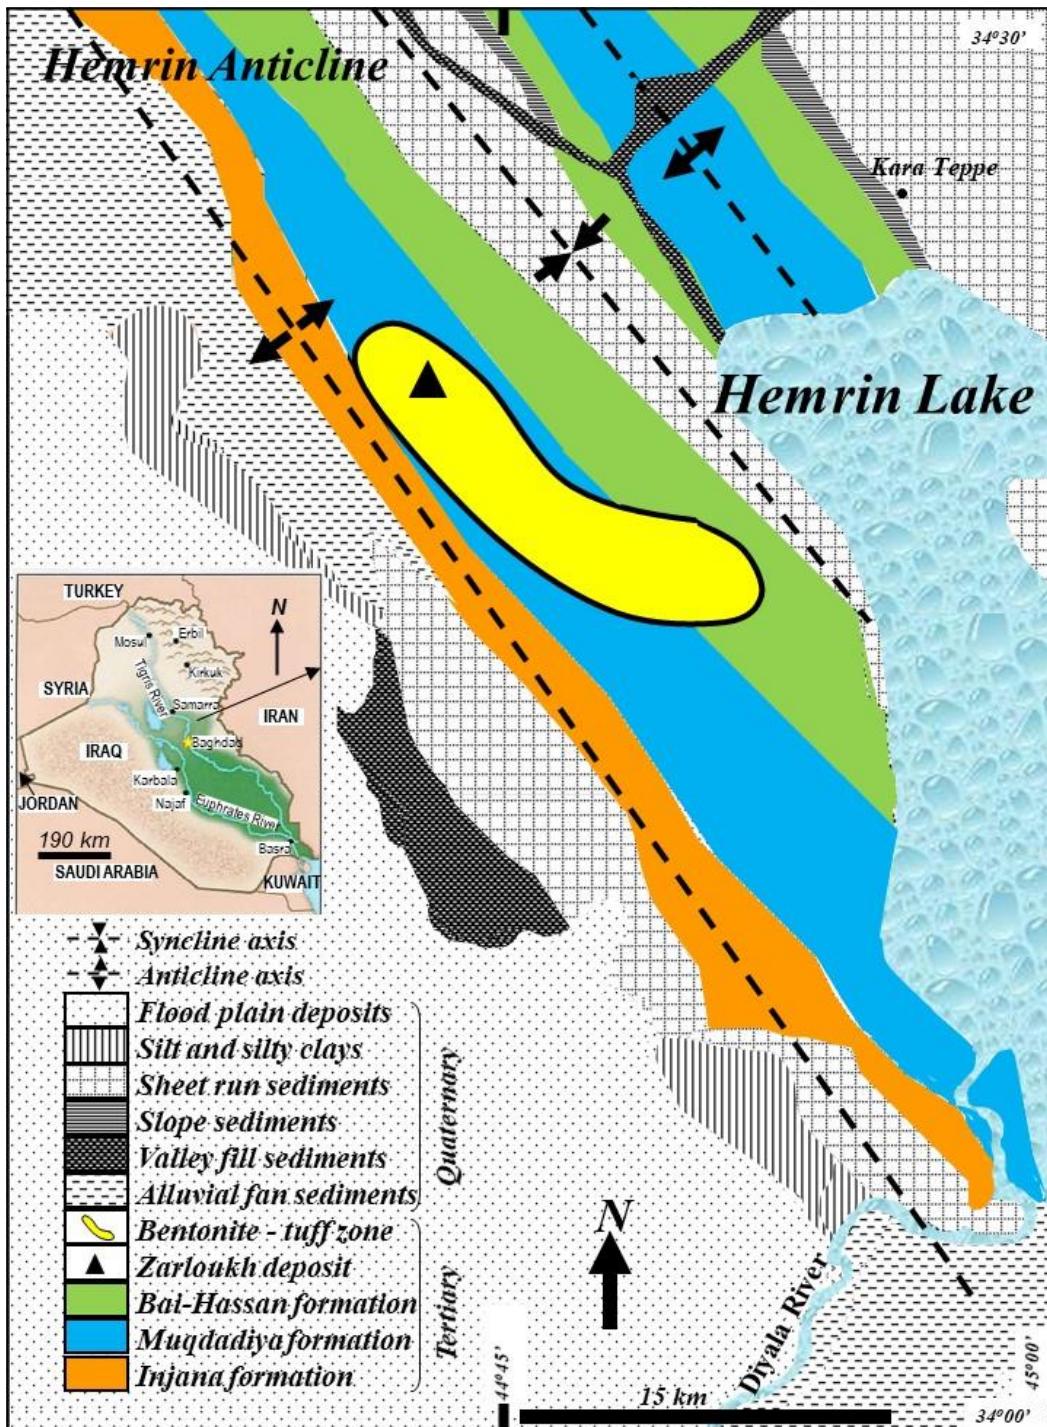 34°30'
Hemrin Anticline
Kara Teppe
Hemrin Lake
TURKEY
N
Mosul
Erbil
Kirkuk
SYRIA
Tigris River
Samarra
IRAN
IRAQ
Baghdad
Karbala
JORDAN
Najaf
Euphrates River
190 km
Basra
SAUDI ARABIA
KUWAIT
Syncline axis
Anticline axis
Flood plain deposits
Silt and silty clays
Sheet run sediments
Slope sediments
Valley fill sediments
Alluvial fan sediments
Quaternary
Bentonite - tuff zone
Zarloukh deposit
Bai-Hassan formation
Muqdadiya formation
Injana formation
Tertiary
N
Diyala River
44°45'
15 km
45°00'
34°00'